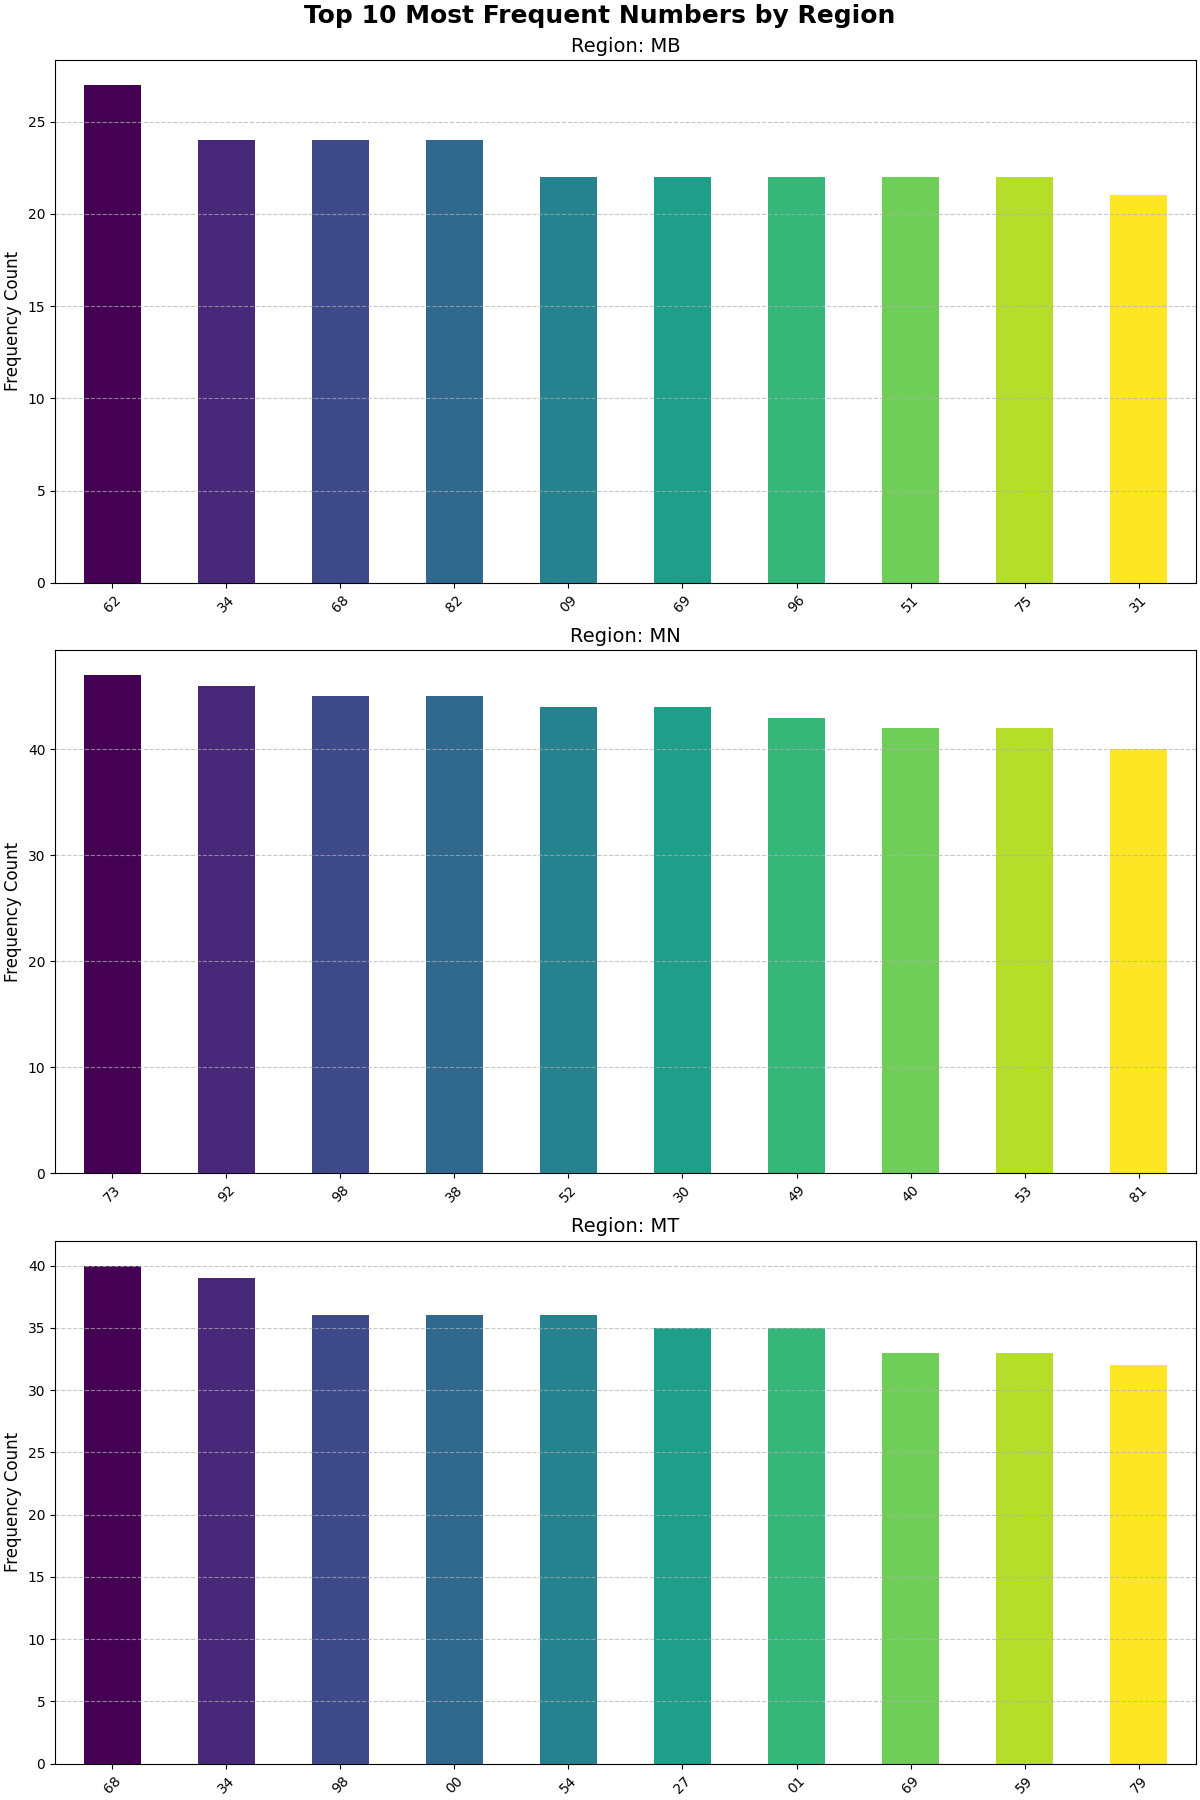 Top 10 Most Frequent Numbers by Region
Region: MB
Frequency Count
25
20
15
10
5
0
62 34 68 82 09 69 96 51 75 31
Region: MN
Frequency Count
40
30
20
10
0
73 92 98 38 52 30 49 40 53 81
Region: MT
Frequency Count
40
35
30
25
20
15
10
5
0
68 34 98 00 54 27 01 69 59 79